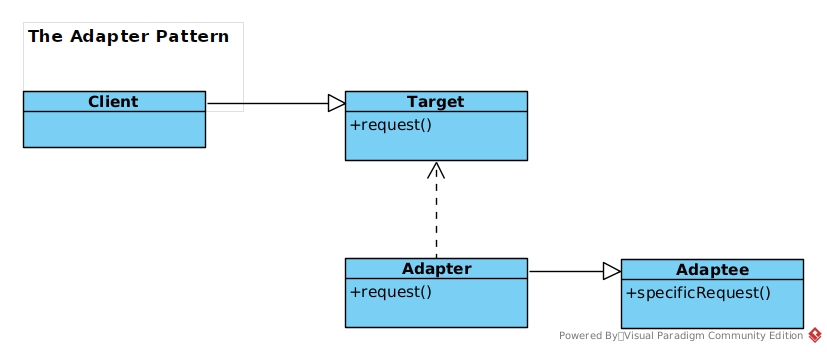 The Adapter Pattern
Client
Target
+request()
Adapter
+request()
Adaptee
+specificRequest()
Powered By Visual Paradigm Community Edition